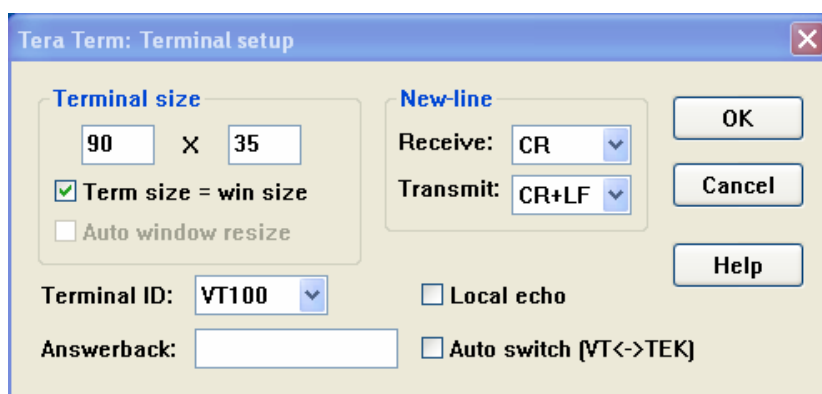 Tera Term: Terminal setup
Terminal size
90 X 35
Term size = win size
Auto window resize
New-line
Receive: CR
Transmit: CR+LF
OK
Cancel
Help
Terminal ID: VT100
Local echo
Answerback:
Auto switch (VT<->TEK)